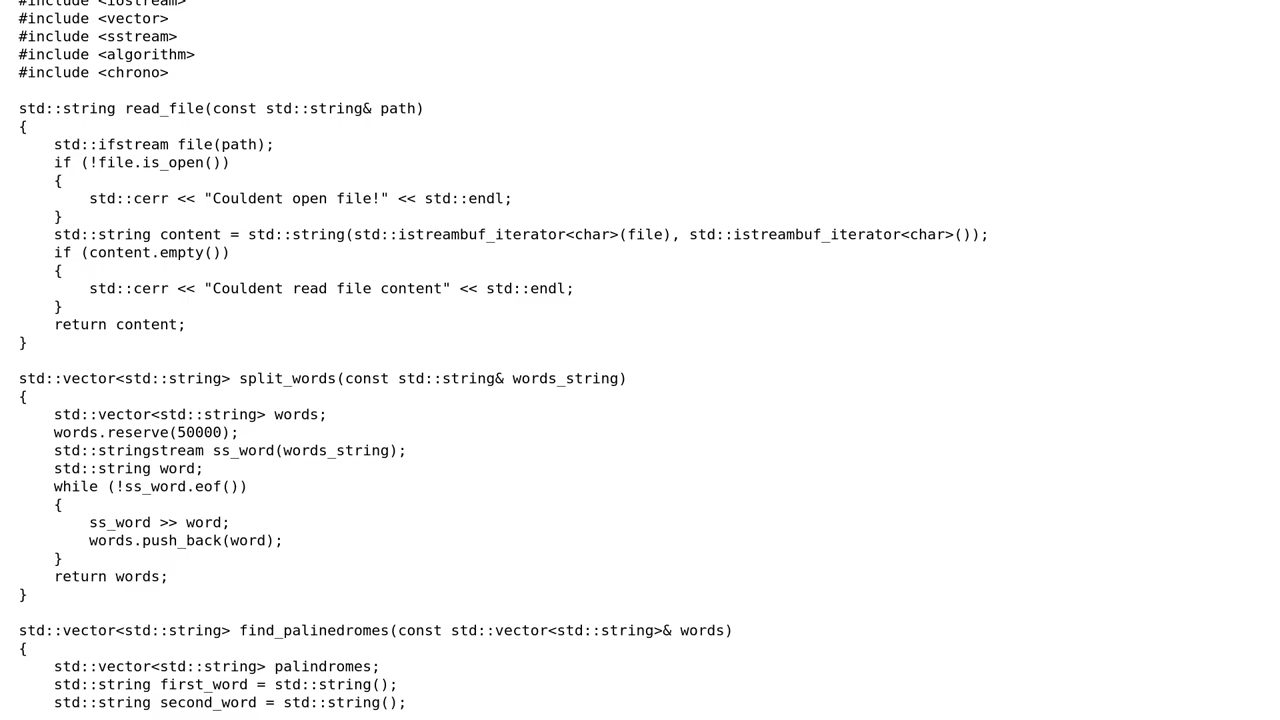 #include <iostream>
#include <vector>
#include <sstream>
#include <algorithm>
#include <chrono>

std::string read_file(const std::string& path)
{
    std::ifstream file(path);
    if (!file.is_open())
    {
        std::cerr << "Couldent open file!" << std::endl;
    }
    std::string content = std::string(std::istreambuf_iterator<char>(file), std::istreambuf_iterator<char>());
    if (content.empty())
    {
        std::cerr << "Couldent read file content" << std::endl;
    }
    return content;
}

std::vector<std::string> split_words(const std::string& words_string)
{
    std::vector<std::string> words;
    words.reserve(50000);
    std::stringstream ss_word(words_string);
    std::string word;
    while (!ss_word.eof())
    {
        ss_word >> word;
        words.push_back(word);
    }
    return words;
}

std::vector<std::string> find_palinedromes(const std::vector<std::string>& words)
{
    std::vector<std::string> palindromes;
    std::string first_word = std::string();
    std::string second_word = std::string();